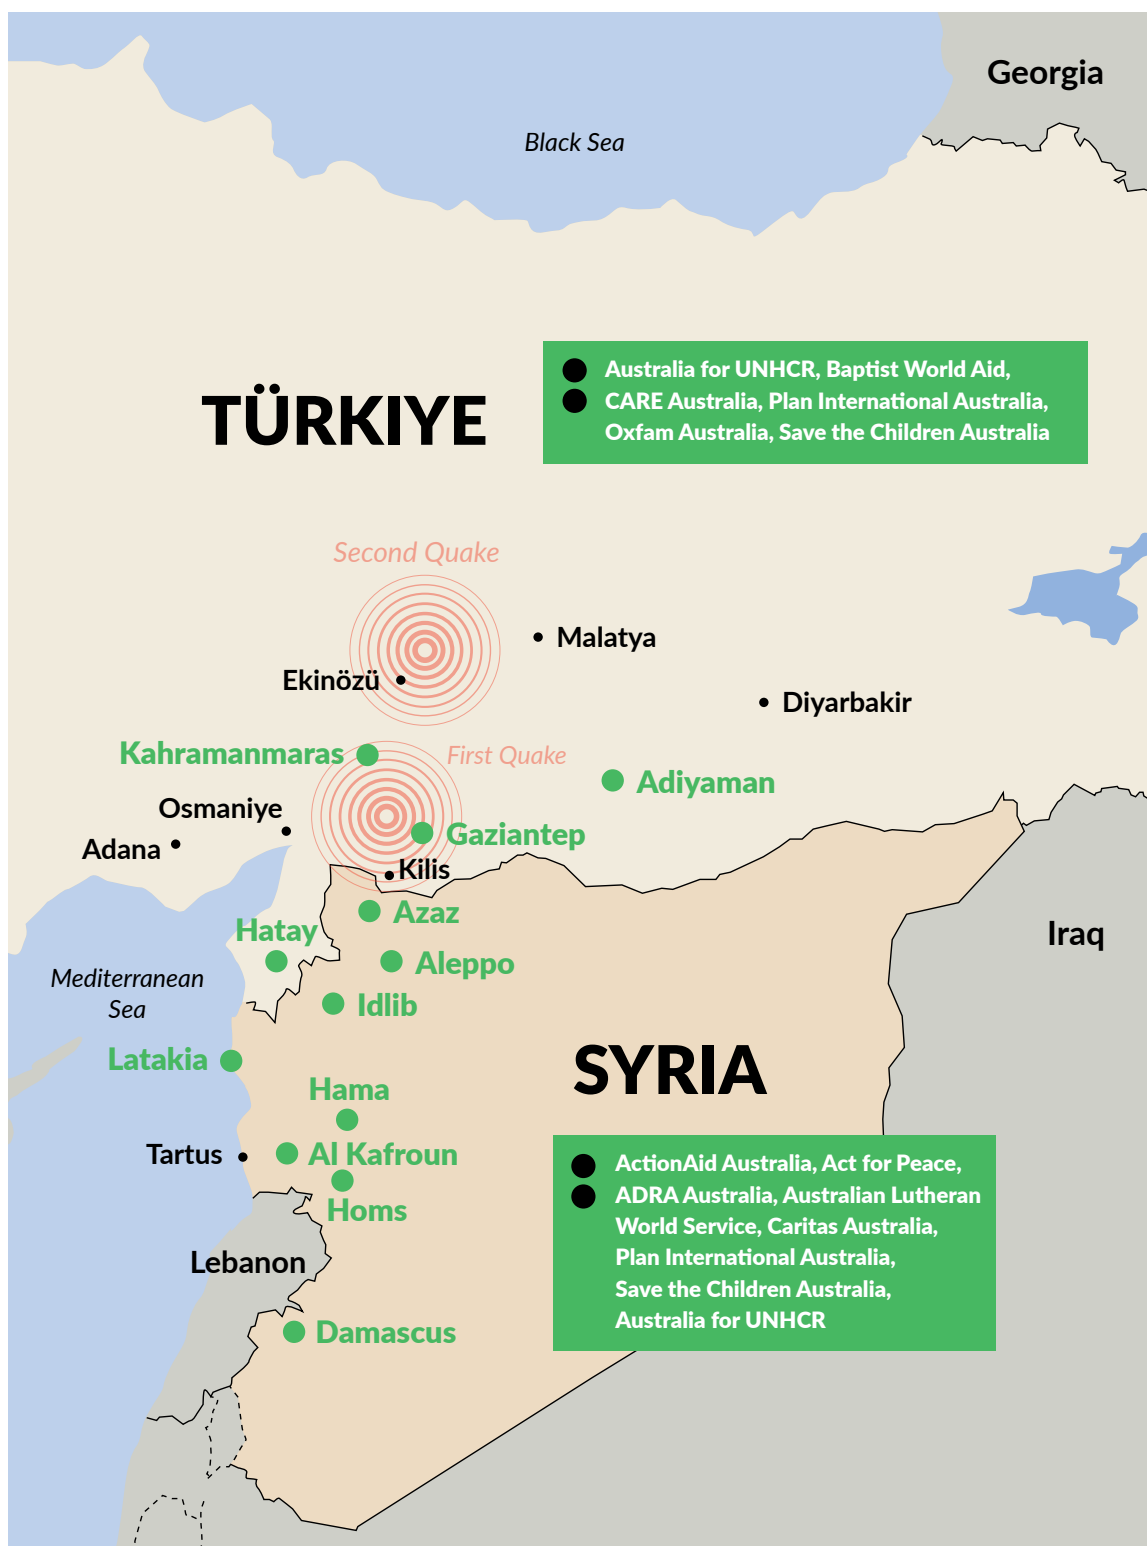 Georgia
Black Sea
TÜRKIYE
Australia for UNHCR, Baptist World Aid,
CARE Australia, Plan International Australia,
Oxfam Australia, Save the Children Australia
Second Quake
Malatya
Ekinözü
Diyarbakir
Kahramanmaras
First Quake
Adiyaman
Osmaniye
Gaziantep
Adana
Kilis
Azaz
Hatay
Iraq
Aleppo
Mediterranean
Sea
Idlib
Latakia
SYRIA
Hama
Tartus
Al Kafroun
Homs
ActionAid Australia, Act for Peace,
ADRA Australia, Australian Lutheran
World Service, Caritas Australia,
Plan International Australia,
Save the Children Australia,
Australia for UNHCR
Lebanon
Damascus